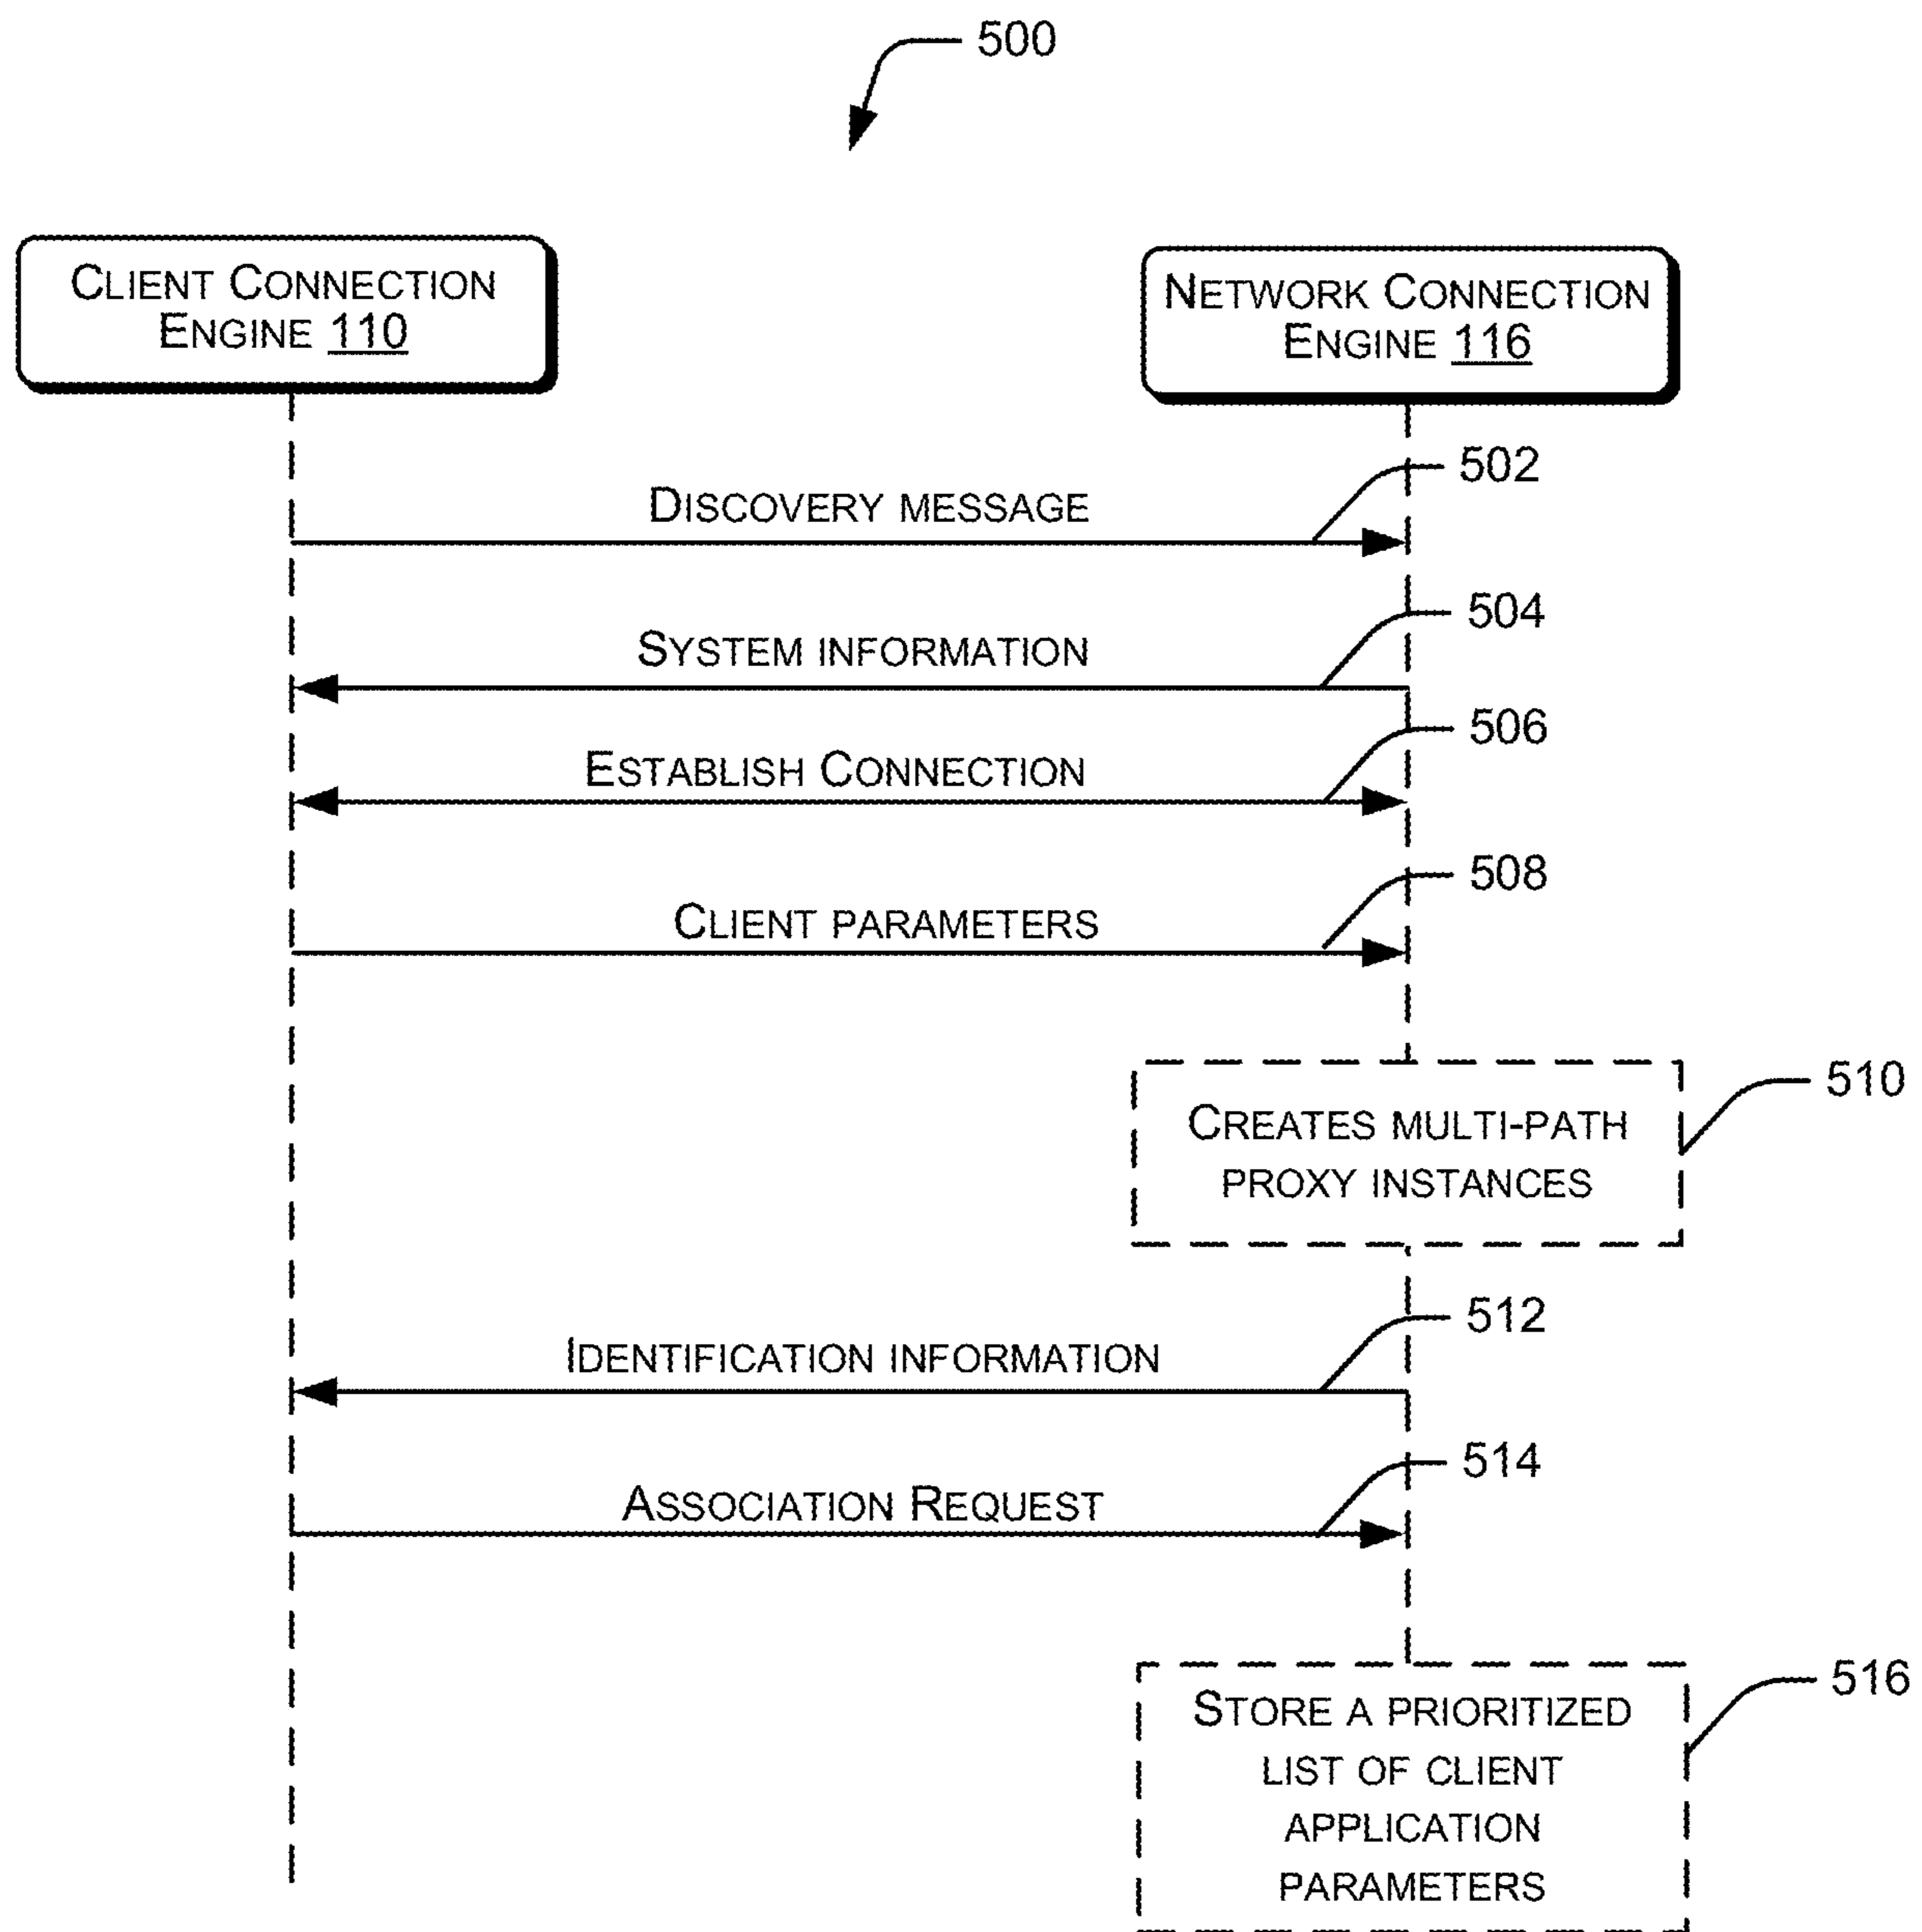 500
CLIENT CONNECTION
ENGINE 110
NETWORK CONNECTION
ENGINE 116
502
DISCOVERY MESSAGE
504
SYSTEM INFORMATION
506
ESTABLISH CONNECTION
508
CLIENT PARAMETERS
510
CREATES MULTI-PATH
PROXY INSTANCES
512
IDENTIFICATION INFORMATION
514
ASSOCIATION REQUEST
516
STORE A PRIORITIZED
LIST OF CLIENT
APPLICATION
PARAMETERS